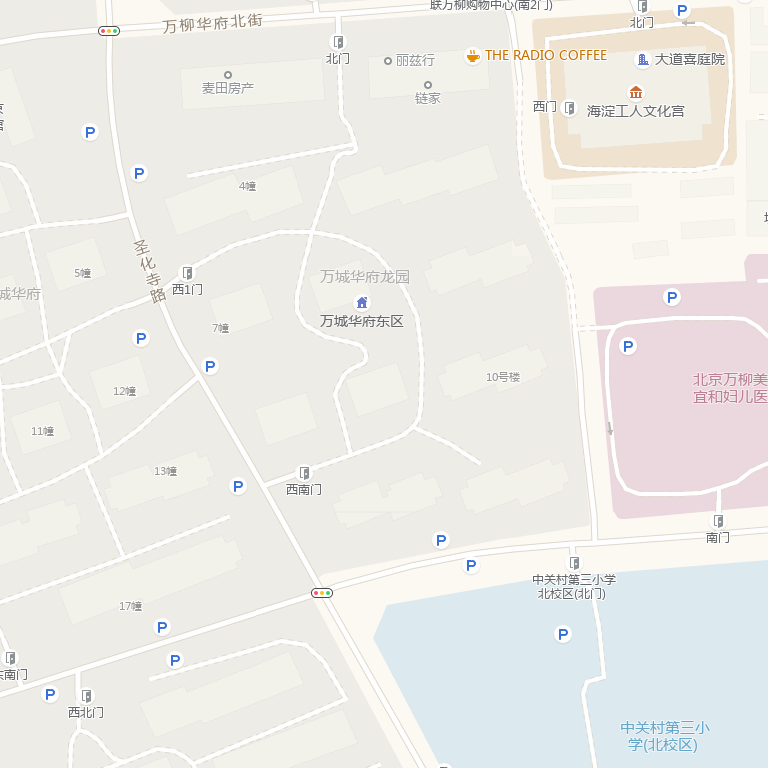 联万柳购物中心(南2门)
万柳华府北街
北门
北门
丽兹行
THE RADIO COFFEE
大道喜庭院
麦田房产
链家
西门
海淀工人文化宫
P
P
P
4幢
圣化寺路
5幢
西1门
万城华府龙园
城华府
万城华府东区
7幢
P
P
P
P
12幢
10号楼
北京万柳美
宜和妇儿医
11幢
13幢
P
西南门
P
P
南门
中关村第三小学
北校区(北门)
17幢
P
P
P
东南门
P
西北门
中关村第三小
学(北校区)